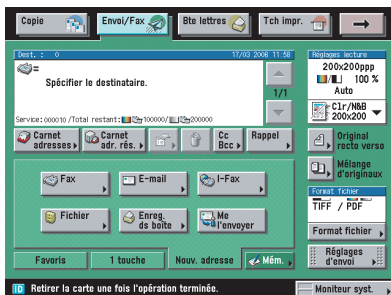 Copie
Envoi/Fax
Bte lettres
Tch impr.
Dest. : 0
17/03 2006 11:58
Spécifier le destinataire.
1/1
Service:000010 /Total restant: 100000/ 200000
Carnet adresses
Carnet adr. rés.
Cc Bcc
Rappel
Fax
E-mail
I-Fax
Fichier
Enreg. ds boîte
Me l'envoyer
Favoris
1 touche
Nouv. adresse
Mém.
Réglages lecture
200x200ppp
100 %
Auto
Clr/N&B
200x200
Original recto verso
Mélange d'originaux
Format fichier
TIFF / PDF
Format fichier
Réglages d'envoi
ID Retirer la carte une fois l'opération terminée.
Moniteur syst.